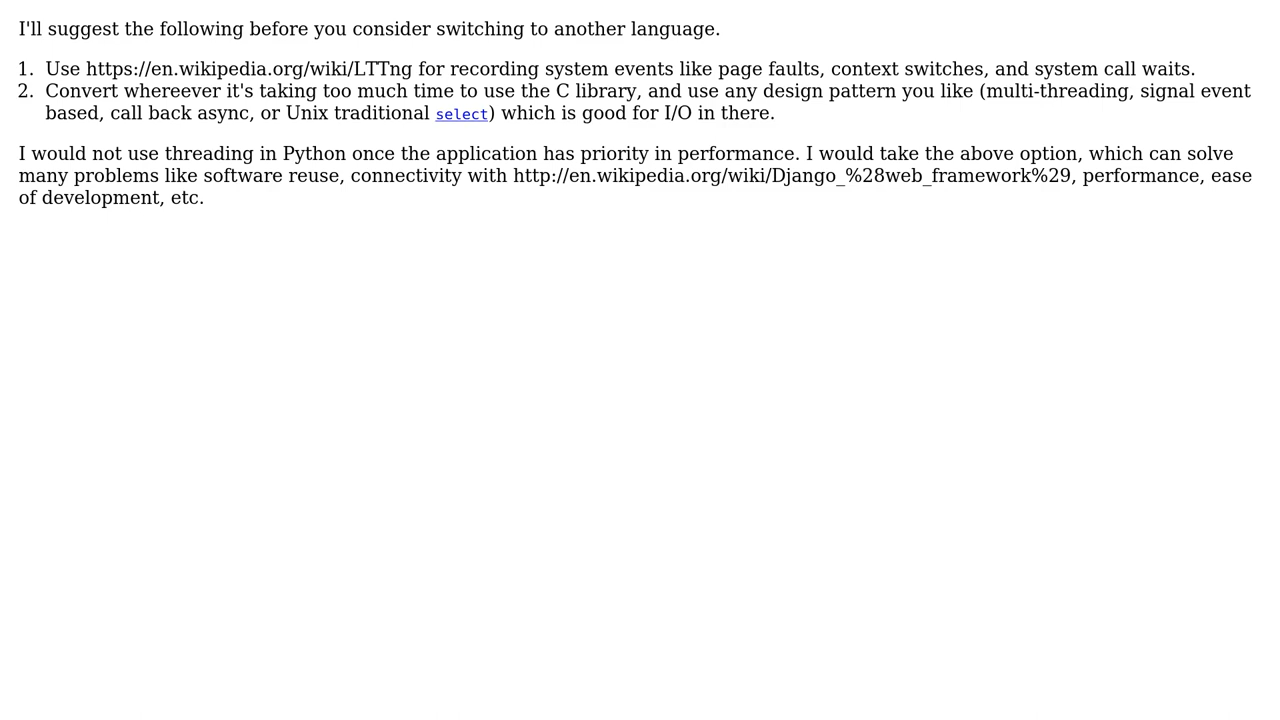 I'll suggest the following before you consider switching to another language.
1. Use https://en.wikipedia.org/wiki/LTTng for recording system events like page faults, context switches, and system call waits.
2. Convert whereever it's taking too much time to use the C library, and use any design pattern you like (multi-threading, signal event
based, call back async, or Unix traditional select) which is good for I/O in there.
I would not use threading in Python once the application has priority in performance. I would take the above option, which can solve
many problems like software reuse, connectivity with http://en.wikipedia.org/wiki/Django_%28web_framework%29, performance, ease
of development, etc.